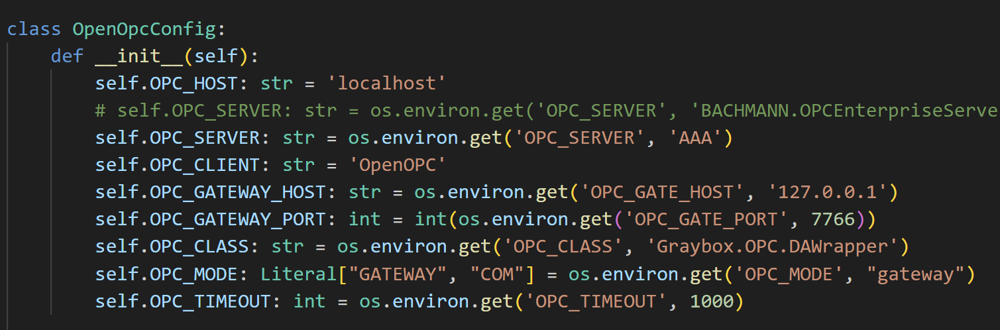 class OpenOpcConfig:
    def __init__(self):
        self.OPC_HOST: str = 'localhost'
        # self.OPC_SERVER: str = os.environ.get('OPC_SERVER', 'BACHMANN.OPCEnterpriseServe
        self.OPC_SERVER: str = os.environ.get('OPC_SERVER', 'AAA')
        self.OPC_CLIENT: str = 'OpenOPC'
        self.OPC_GATEWAY_HOST: str = os.environ.get('OPC_GATE_HOST', '127.0.0.1')
        self.OPC_GATEWAY_PORT: int = int(os.environ.get('OPC_GATE_PORT', 7766))
        self.OPC_CLASS: str = os.environ.get('OPC_CLASS', 'Graybox.OPC.DAWrapper')
        self.OPC_MODE: Literal["GATEWAY", "COM"] = os.environ.get('OPC_MODE', "gateway")
        self.OPC_TIMEOUT: int = os.environ.get('OPC_TIMEOUT', 1000)